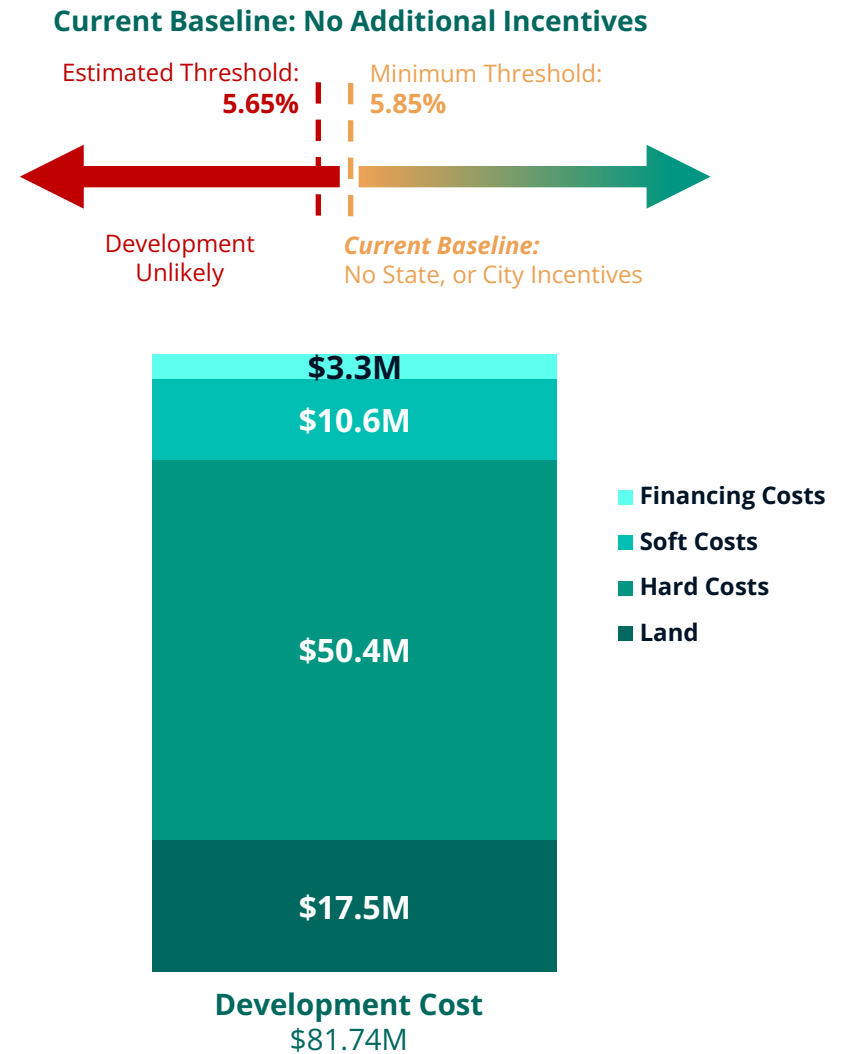 Current Baseline: No Additional Incentives
Estimated Threshold:
5.65%
Minimum Threshold:
5.85%
Development
Unlikely
Current Baseline:
No State, or City Incentives
$3.3M
$10.6M
$50.4M
$17.5M
Financing Costs
Soft Costs
Hard Costs
Land
Development Cost
$81.74M